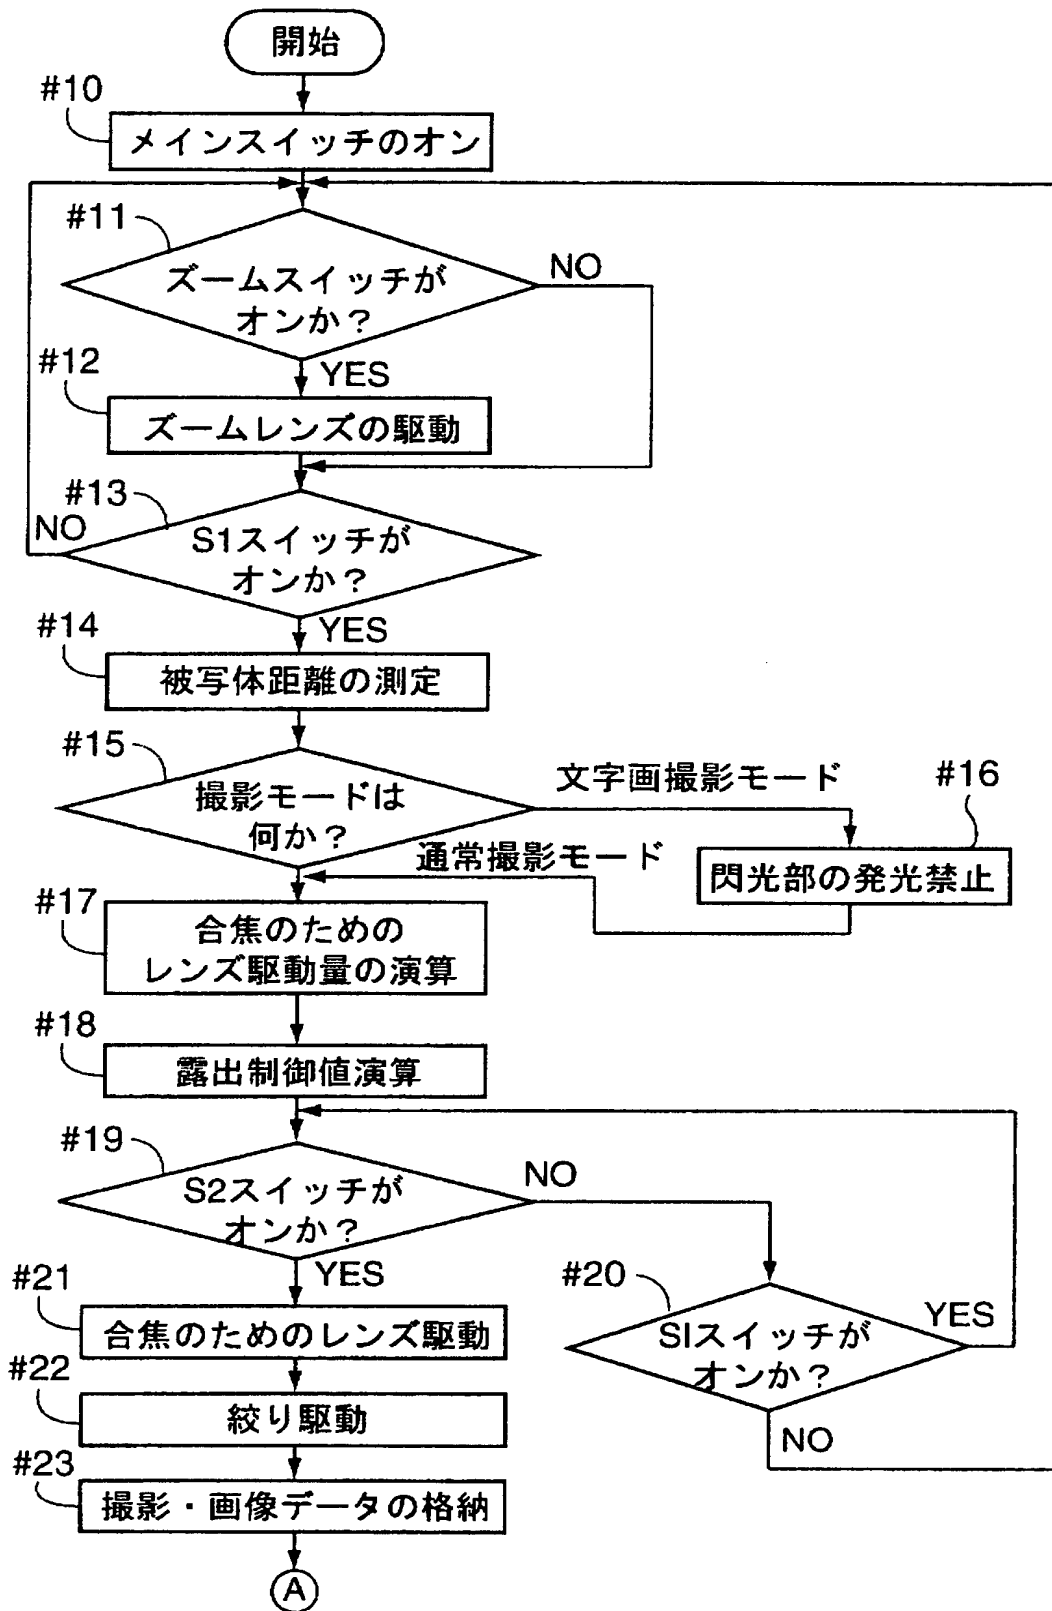 開始
#10
メインスイッチのオン
#11
ズームスイッチが
オンか？
NO
YES
#12
ズームレンズの駆動
#13
NO
S1スイッチが
オンか？
YES
#14
被写体距離の測定
#15
撮影モードは
何か？
文字画撮影モード
#16
通常撮影モード
閃光部の発光禁止
#17
合焦のための
レンズ駆動量の演算
#18
露出制御値演算
#19
S2スイッチが
オンか？
NO
YES
#20
SIスイッチが
オンか？
YES
NO
#21
合焦のためのレンズ駆動
#22
絞り駆動
#23
撮影・画像データの格納
A